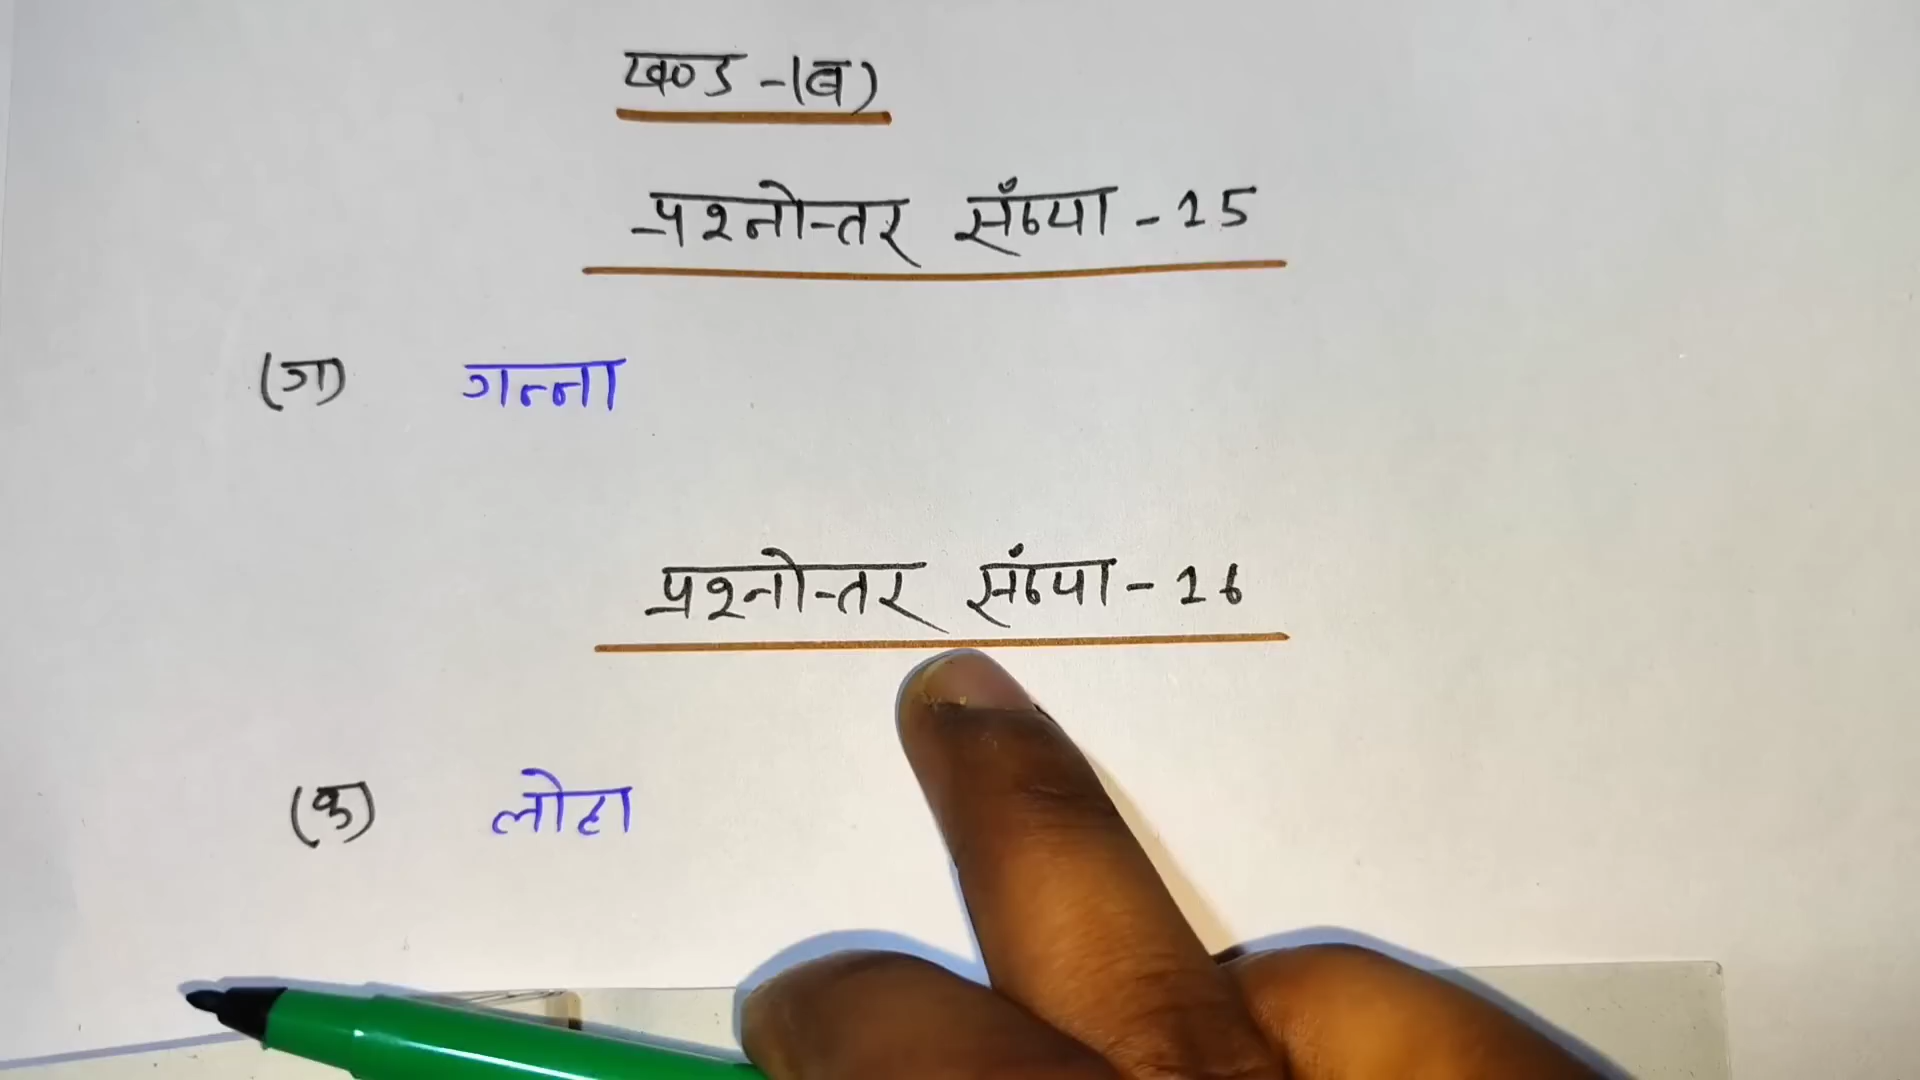 खण्ड -(ब)
प्रश्नोत्तर संख्या - 15
(ग) गन्ना
प्रश्नोत्तर संख्या - 16
(क) लोहा